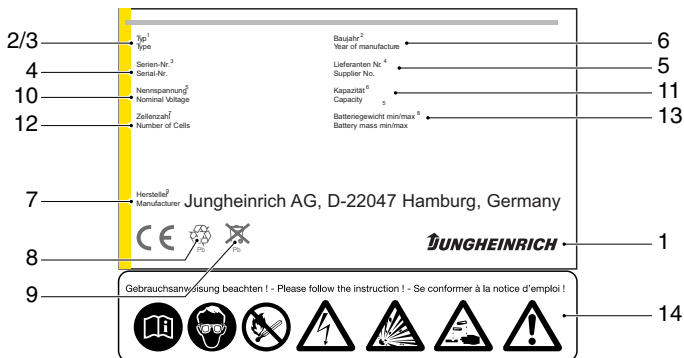 2/3 Typ¹ Baujahr² 6
Type Year of manufacture
4 Serien-Nr.³ Lieferanten Nr.⁴ 5
Serial-Nr. Supplier No.
10 Nennspannung⁵ Kapazität⁶ 11
Nominal Voltage Capacity 5
12 Zellenzahl⁷ Batteriegewicht min/max⁸ 13
Number of Cells Battery mass min/max
7 Hersteller⁹
Manufacturer Jungheinrich AG, D-22047 Hamburg, Germany
CE Pb Pb JUNGHEINRICH 1
8
9
Gebrauchsanweisung beachten ! - Please follow the instruction ! - Se conformer à la notice d'emploi !
i 14